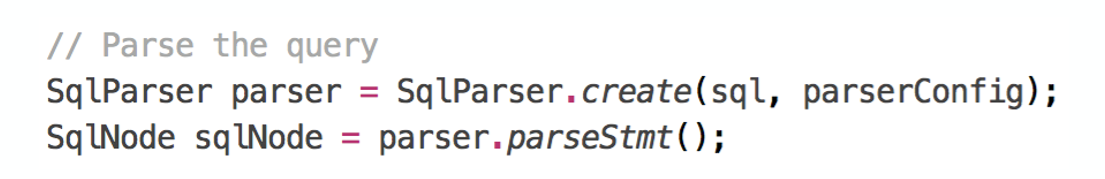 // Parse the query
SqlParser parser = SqlParser.create(sql, parserConfig);
SqlNode sqlNode = parser.parseStmt();